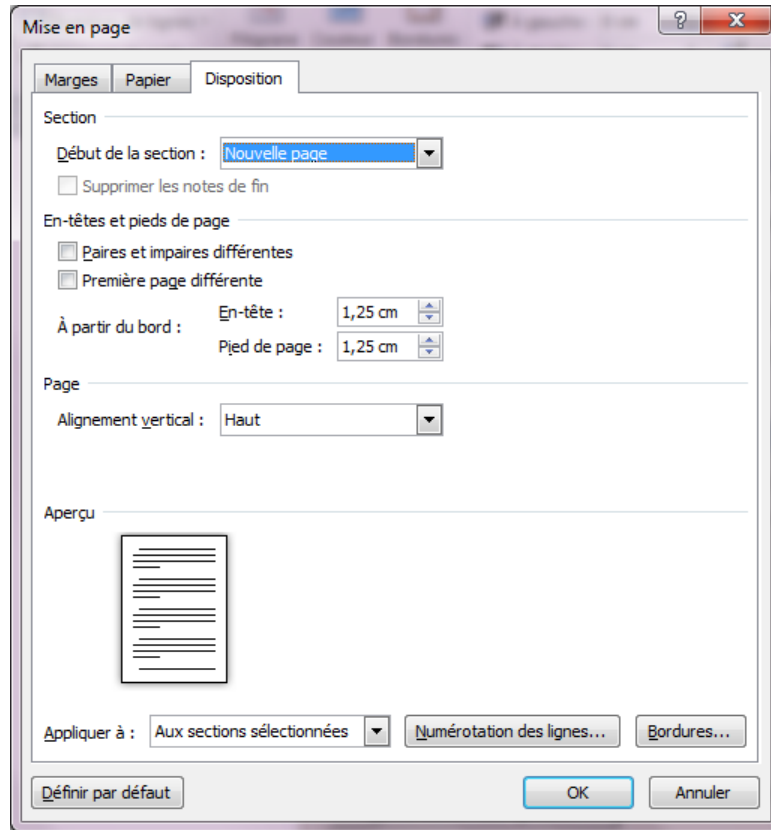 Mise en page
Marges Papier Disposition
Section
Début de la section : Nouvelle page
Supprimer les notes de fin
En-têtes et pieds de page
Paires et impaires différentes
Première page différente
À partir du bord :
En-tête : 1,25 cm
Pied de page : 1,25 cm
Page
Alignement vertical : Haut
Aperçu
Appliquer à : Aux sections sélectionnées Numérotation des lignes... Bordures...
Définir par défaut OK Annuler